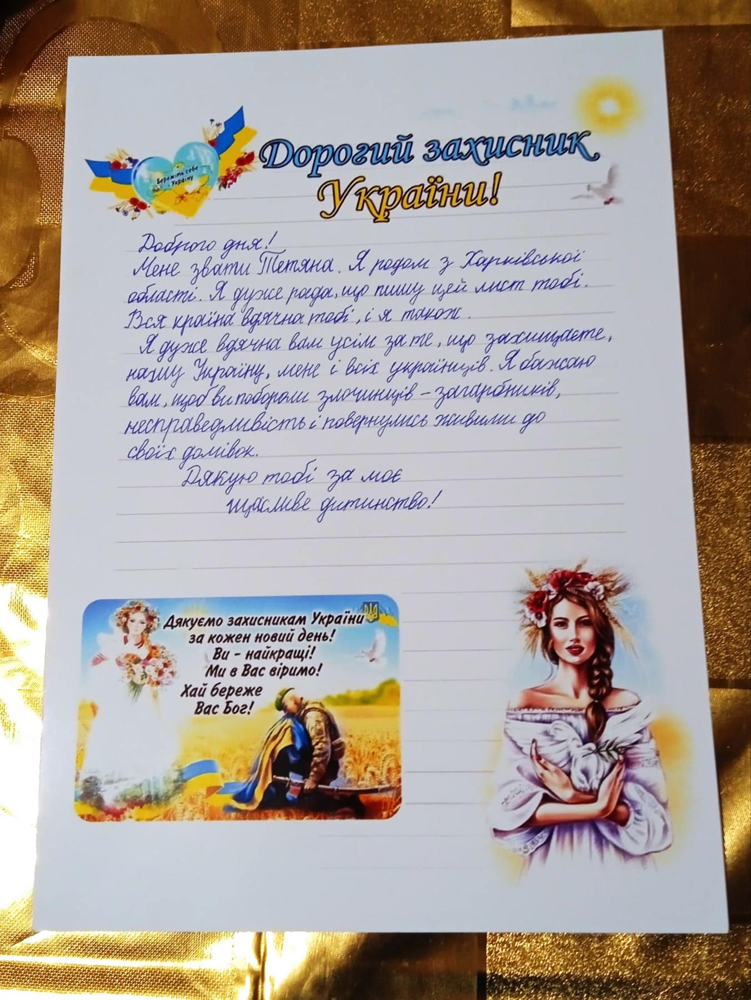 Дорогий захисник
України!
Бережіть себе
і Україну
Доброго дня!
Мене звати Тетяна. Я родом з Харківської
області. Я дуже рада, що пишу цей лист тобі.
Вся країна вдячна тобі, і я також.
Я дуже вдячна вам усім за те, що захищаєте,
нашу Україну, мене і всіх українців. Я бажаю
вам, щоб ви побороли злочинців - загарбників,
несправедливість і повернулись живими до
своїх домівок.
Дякую тобі за моє
щасливе дитинство!
Дякуємо захисникам України
за кожен новий день!
Ви - найкращі!
Ми в Вас віримо!
Хай береже
Вас Бог!